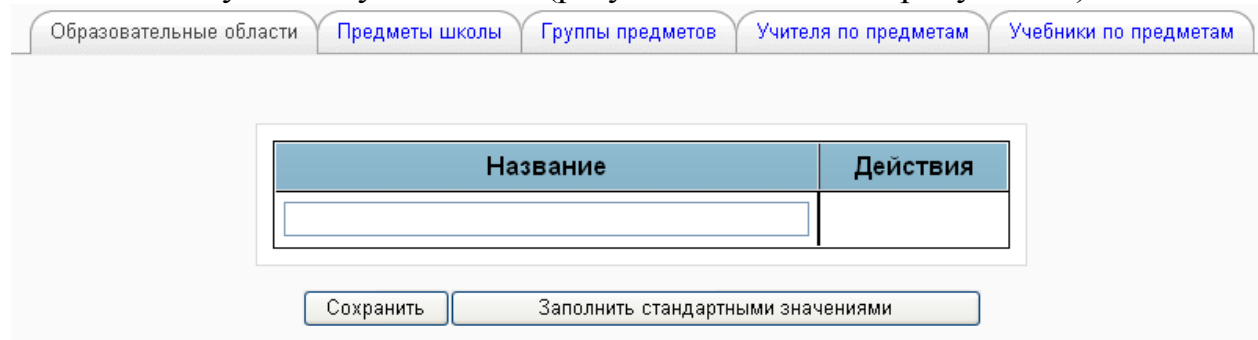 Образовательные области Предметы школы Группы предметов Учителя по предметам Учебники по предметам
Название Действия
Сохранить Заполнить стандартными значениями